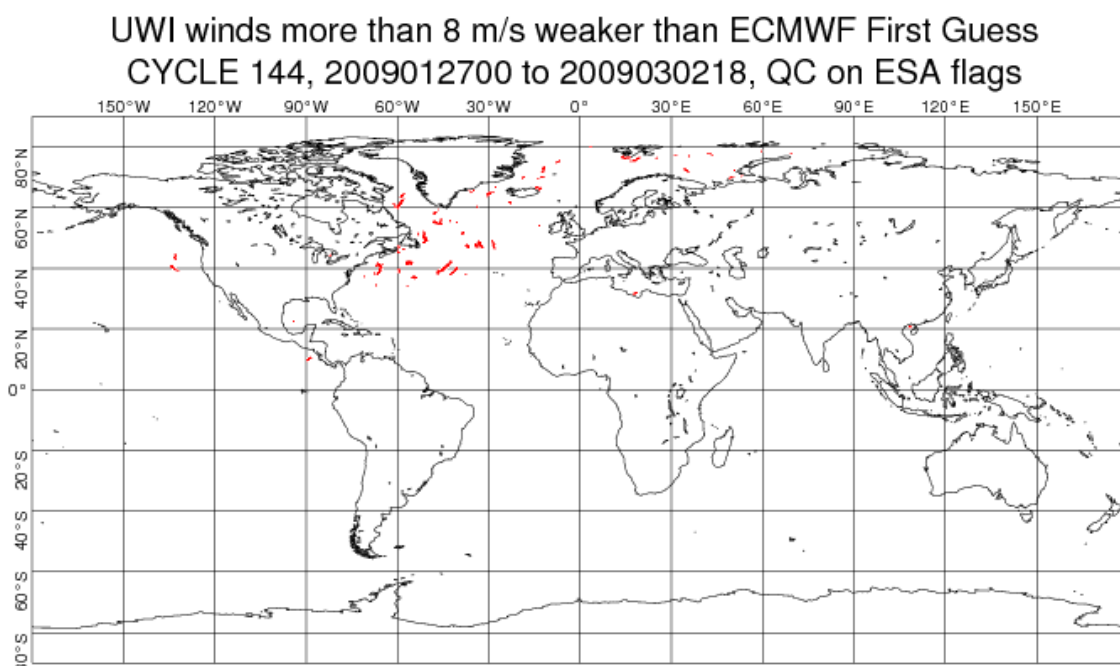 UWI winds more than 8 m/s weaker than ECMWF First Guess
CYCLE 144, 2009012700 to 2009030218, QC on ESA flags
150°W 120°W 90°W 60°W 30°W 0° 30°E 60°E 90°E 120°E 150°E
80°N
60°N
40°N
20°N
0°
20°S
40°S
60°S
80°S